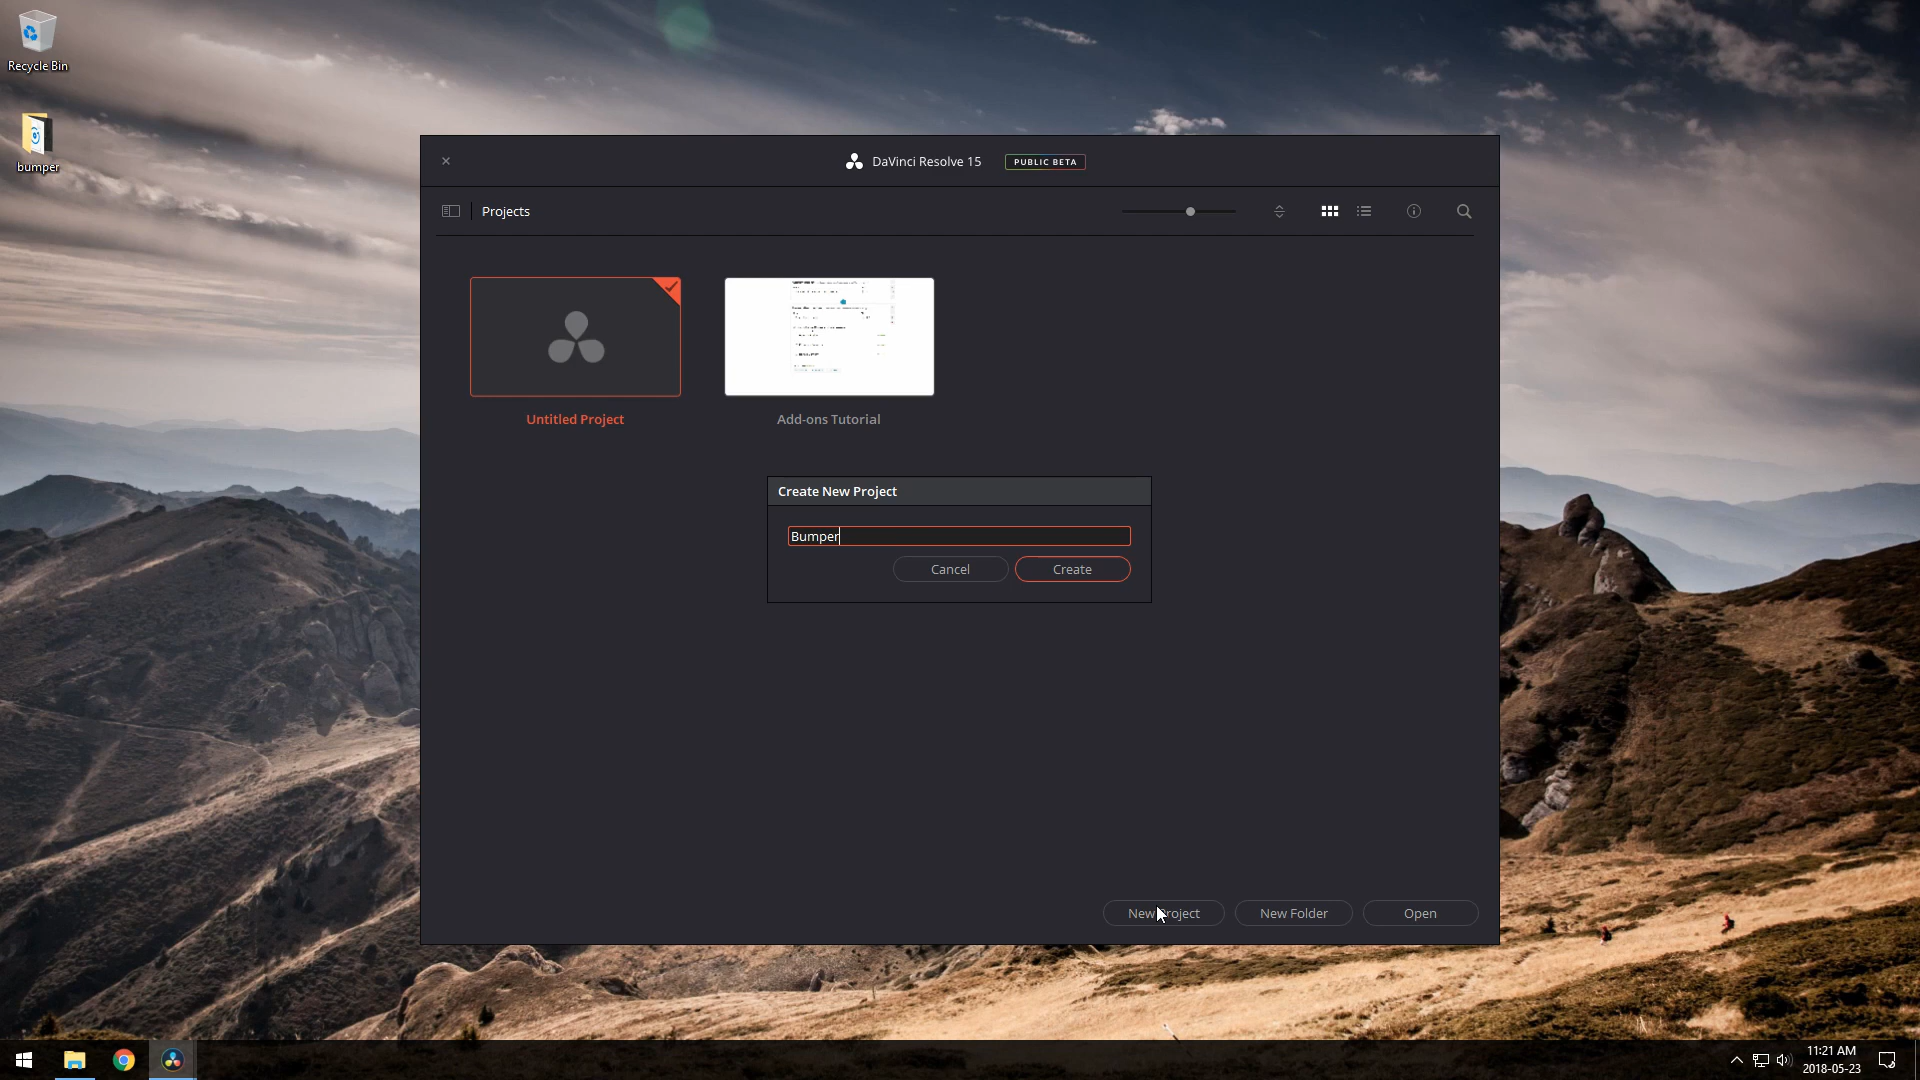 Recycle Bin
bumper
DaVinci Resolve 15 PUBLIC BETA
Projects
Untitled Project
Add-ons Tutorial
Create New Project
Bumper
Cancel
Create
New Project
New Folder
Open
11:21 AM
2018-05-23